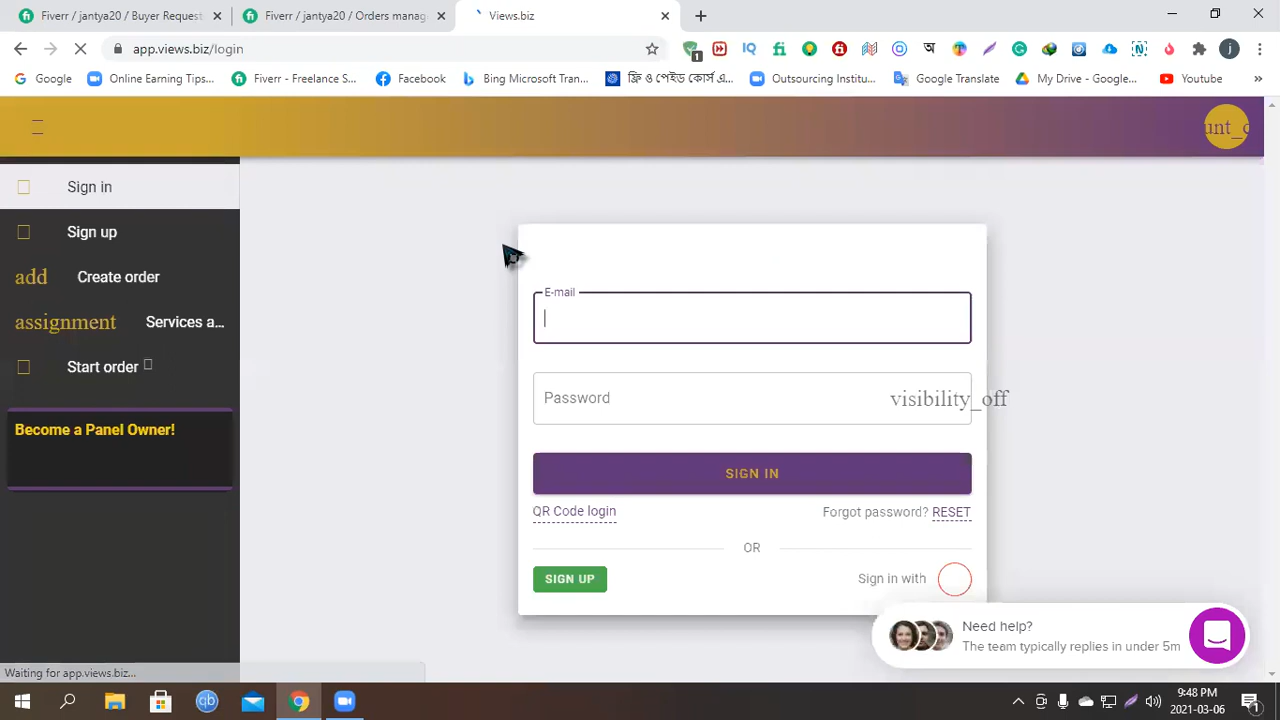 Fiverr / jantya20 / Buyer Request
Fiverr / jantya20 / Orders manag
Views.biz
app.views.biz/login
Google
Online Earning Tips...
Fiverr - Freelance S...
Facebook
Bing Microsoft Tran...
ফ্রি ও পেইড কোর্স এ...
Outsourcing Institu...
Google Translate
My Drive - Google...
YouTube
unt_c
Sign in
Sign up
add Create order
assignment Services a...
Start order
Become a Panel Owner!
E-mail
Password
visibility_off
SIGN IN
QR Code login
Forgot password? RESET
OR
SIGN UP
Sign in with
Need help?
The team typically replies in under 5m
Waiting for app.views.biz...
9:48 PM
2021-03-06